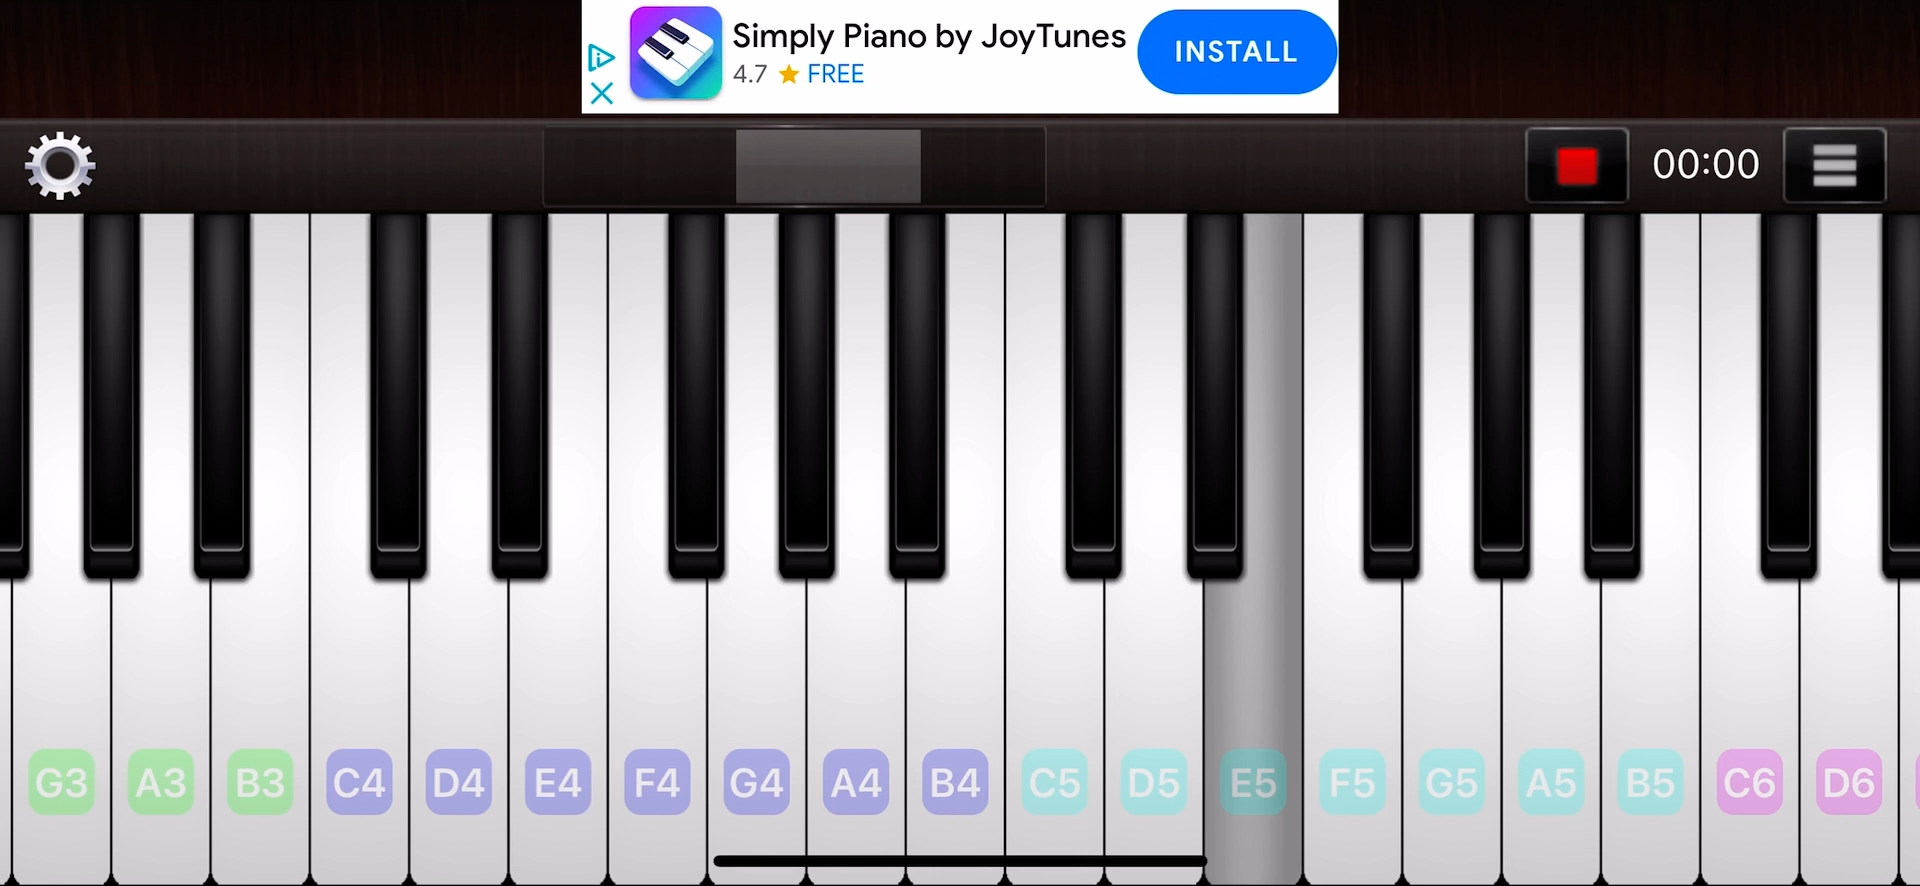 Simply Piano by JoyTunes
4.7 ★ FREE
INSTALL
00:00
G3 A3 B3 C4 D4 E4 F4 G4 A4 B4 C5 D5 E5 F5 G5 A5 B5 C6 D6